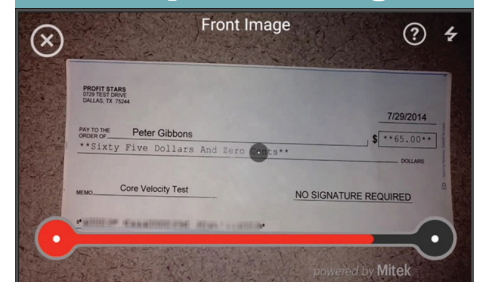 Front Image
PROFIT STARS
0729 TEST DRIVE
DALLAS, TX 75244
7/29/2014
PAY TO THE
ORDER OF Peter Gibbons
$ **65.00**
**Sixty Five Dollars And Zero
DOLLARS
MEMO Core Velocity Test
NO SIGNATURE REQUIRED
powered by Mitek